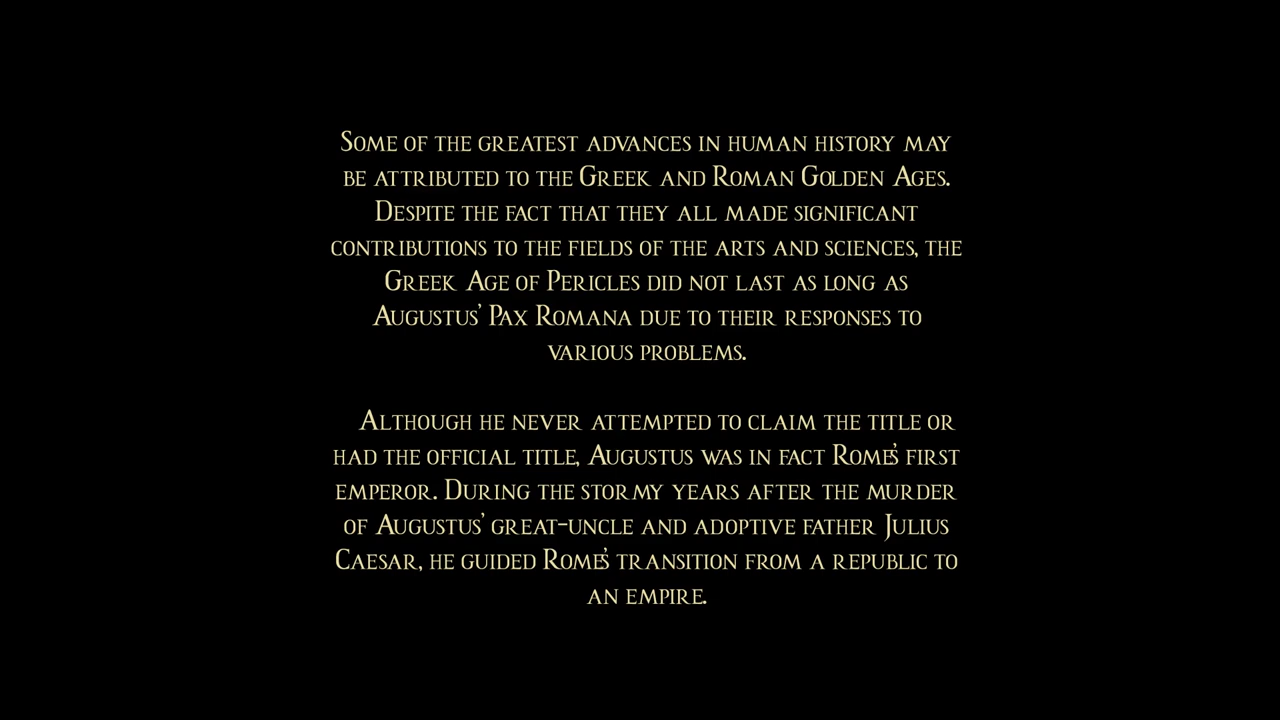 Some of the greatest advances in human history may
be attributed to the Greek and Roman Golden Ages.
Despite the fact that they all made significant
contributions to the fields of the arts and sciences, the
Greek Age of Pericles did not last as long as
Augustus' Pax Romana due to their responses to
various problems.
Although he never attempted to claim the title or
had the official title, Augustus was in fact Rome's first
emperor. During the stormy years after the murder
of Augustus' great-uncle and adoptive father Julius
Caesar, he guided Rome's transition from a republic to
an empire.